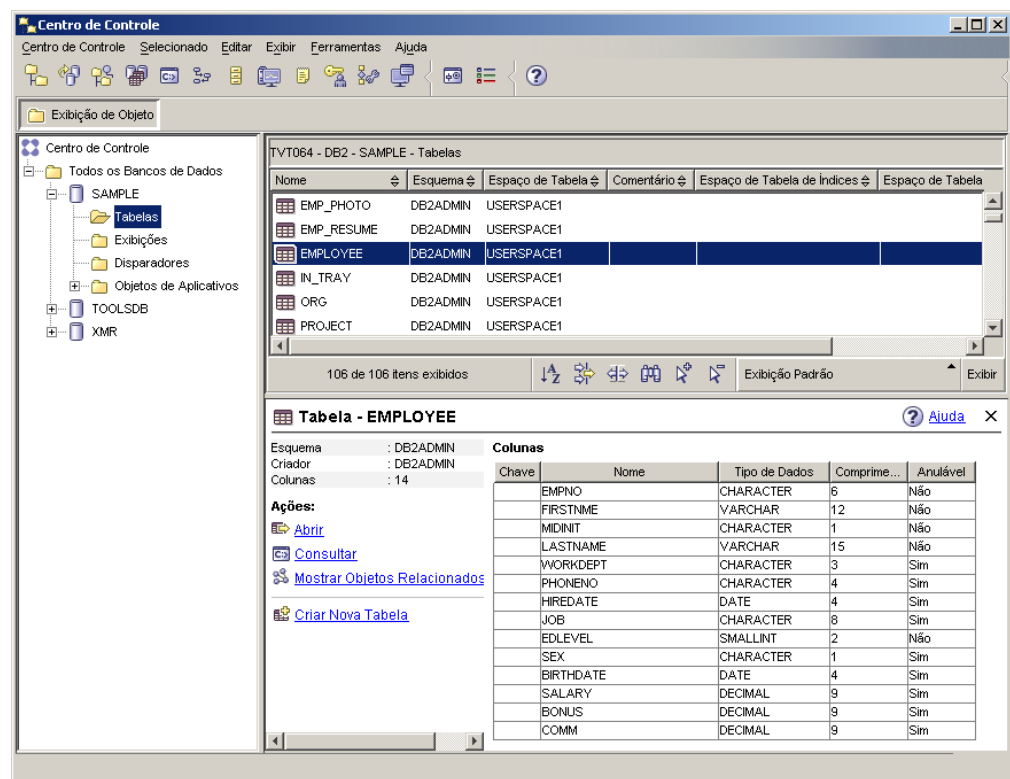 Centro de Controle
Centro de Controle Selecionado Editar Exibir Ferramentas Ajuda
Exibição de Objeto
Centro de Controle
Todos os Bancos de Dados
SAMPLE
Tabelas
Exibições
Disparadores
Objetos de Aplicativos
TOOLSDB
XMR
TVT064 - DB2 - SAMPLE - Tabelas
Nome Esquema Espaço de Tabela Comentário Espaço de Tabela de Índices Espaço de Tabela
EMP_PHOTO DB2ADMIN USERSPACE1
EMP_RESUME DB2ADMIN USERSPACE1
EMPLOYEE DB2ADMIN USERSPACE1
IN_TRAY DB2ADMIN USERSPACE1
ORG DB2ADMIN USERSPACE1
PROJECT DB2ADMIN USERSPACE1
106 de 106 itens exibidos Exibição Padrão Exibir
Tabela - EMPLOYEE Ajuda
Esquema : DB2ADMIN
Criador : DB2ADMIN
Colunas : 14
Ações:
Abrir
Consultar
Mostrar Objetos Relacionados
Criar Nova Tabela
Colunas
Chave Nome Tipo de Dados Comprime... Anulável
EMPNO CHARACTER 6 Não
FIRSTNME VARCHAR 12 Não
MIDINIT CHARACTER 1 Não
LASTNAME VARCHAR 15 Não
WORKDEPT CHARACTER 3 Sim
PHONENO CHARACTER 4 Sim
HIREDATE DATE 4 Sim
JOB CHARACTER 8 Sim
EDLEVEL SMALLINT 2 Não
SEX CHARACTER 1 Sim
BIRTHDATE DATE 4 Sim
SALARY DECIMAL 9 Sim
BONUS DECIMAL 9 Sim
COMM DECIMAL 9 Sim